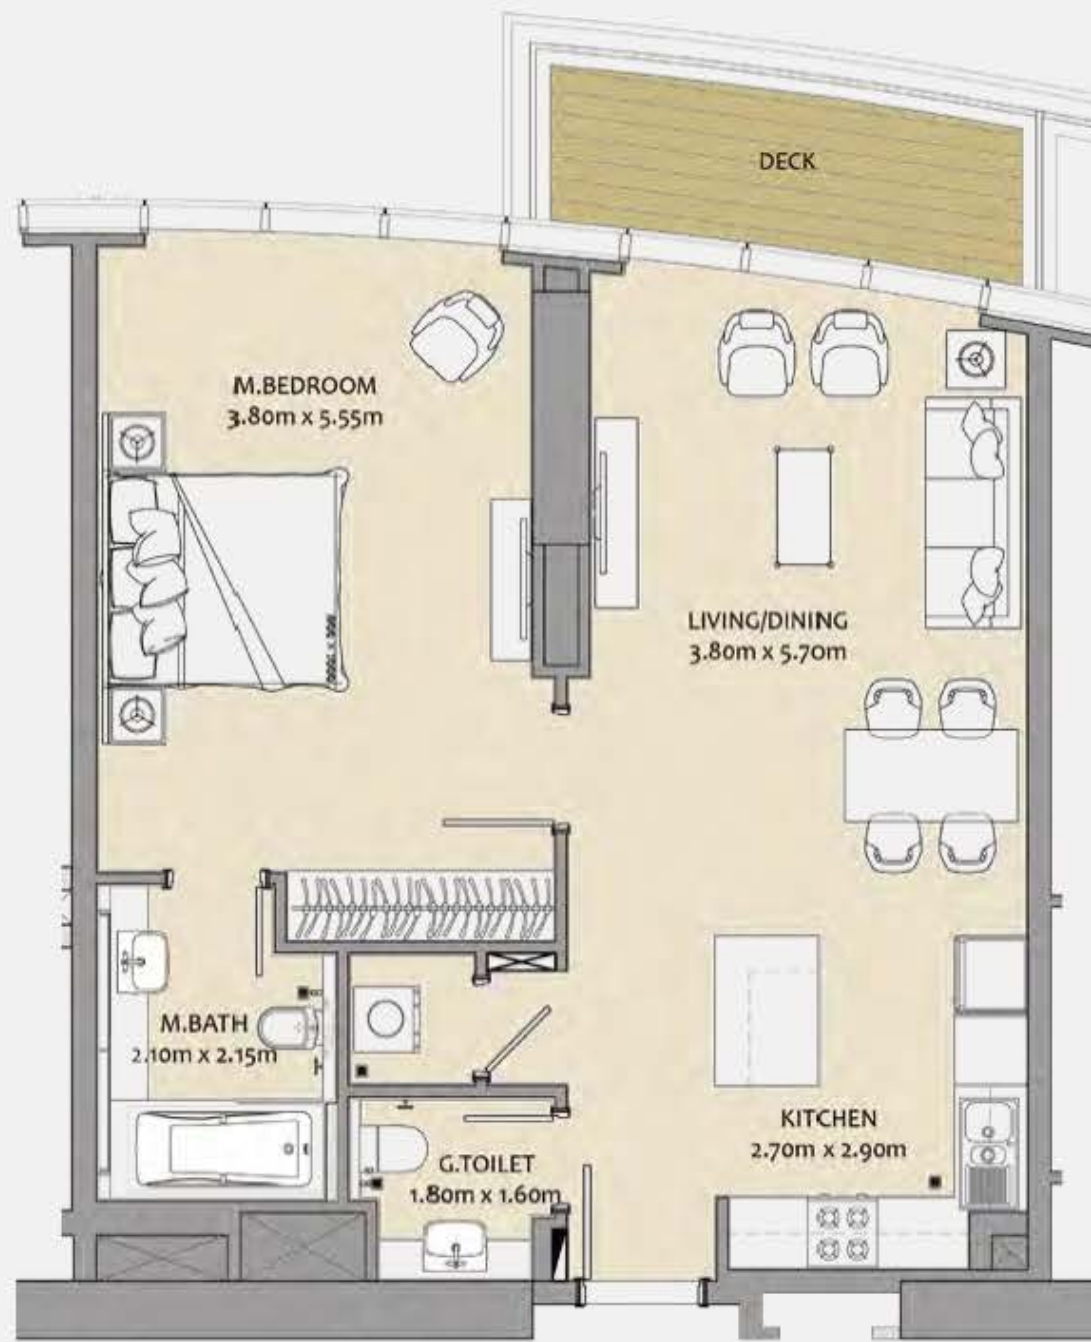 DECK
M.BEDROOM
3.80m x 5.55m
LIVING/DINING
3.80m x 5.70m
M.BATH
2.10m x 2.15m
KITCHEN
2.70m x 2.90m
G.TOILET
1.80m x 1.60m